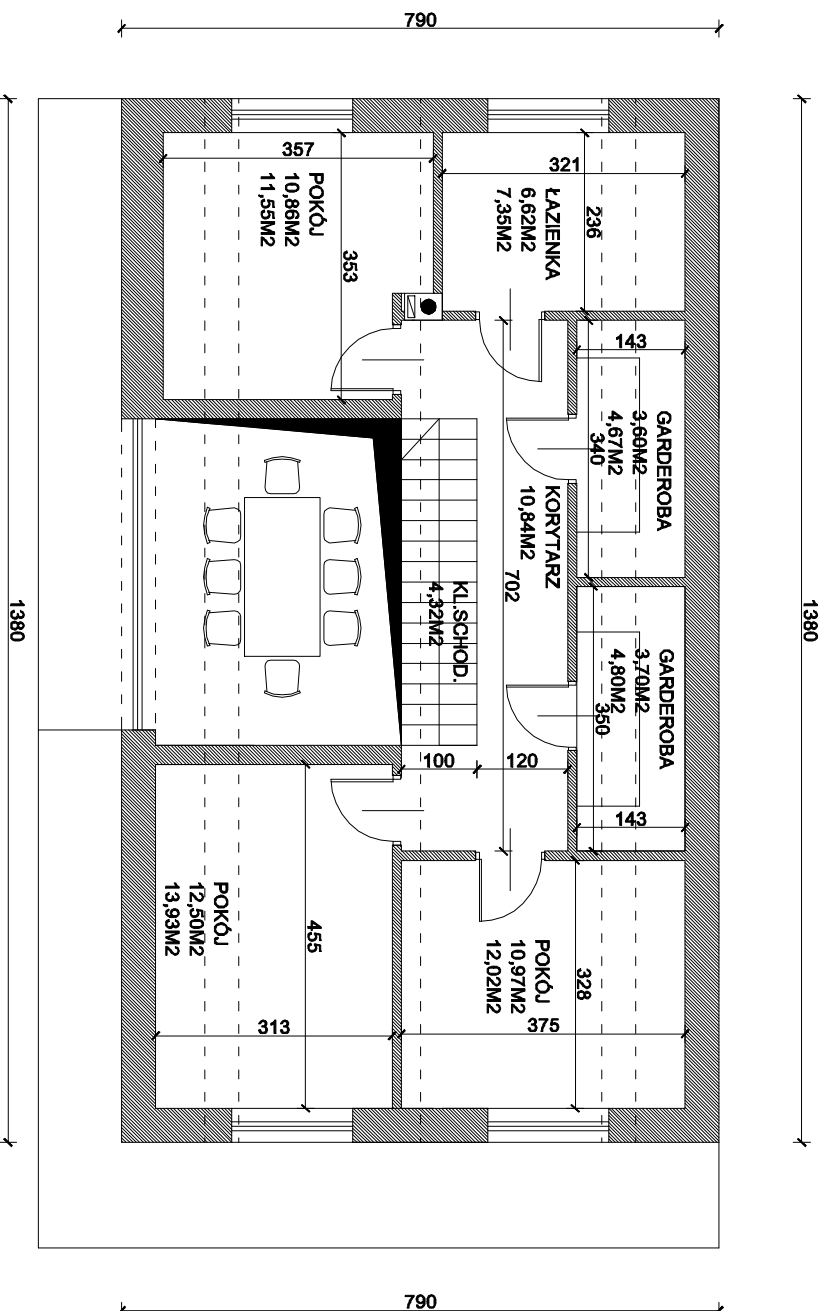 790
1380
1380
357
321
POKÓJ
10,86M2
11,55M2
353
ŁAZIENKA
6,62M2
7,35M2
236
143
GARDEROBA
3,60M2
4,67M2
340
KORYTARZ
10,84M2
702
KL.SCHOD.
4,32M2
GARDEROBA
3,70M2
4,80M2
350
143
100
120
POKÓJ
12,50M2
13,93M2
455
313
POKÓJ
10,97M2
12,02M2
328
375
790